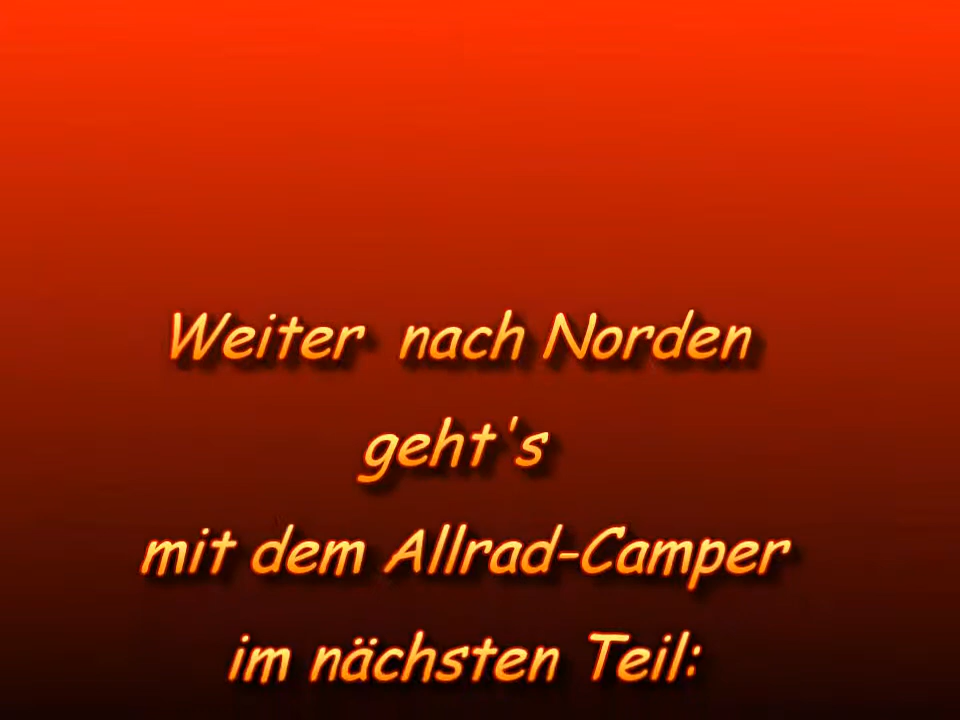 Weiter nach Norden
geht's
mit dem Allrad-Camper
im nächsten Teil: